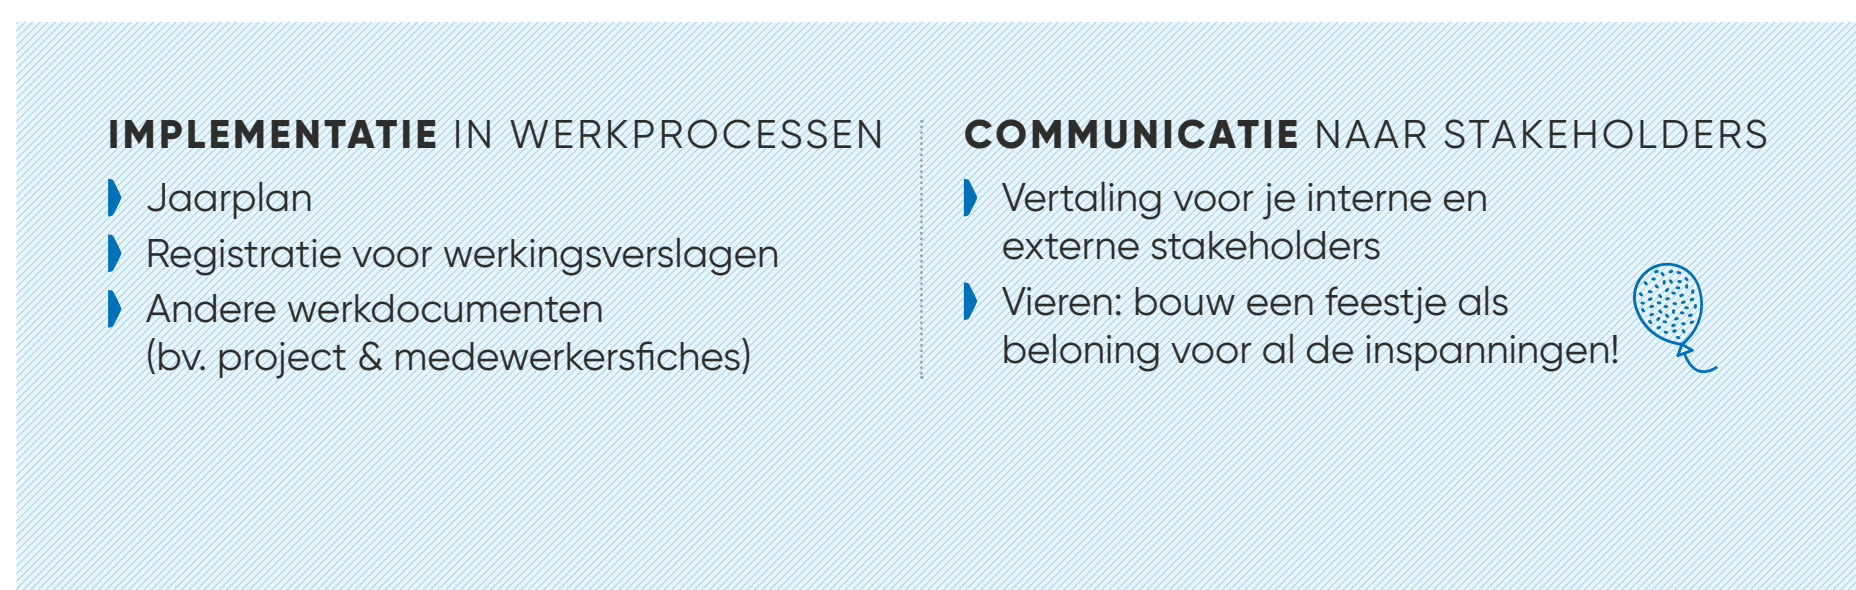 IMPLEMENTATIE IN WERKPROCESSEN
Jaarplan
Registratie voor werkingsverslagen
Andere werkdocumenten
(bv. project & medewerkersfiches)
COMMUNICATIE NAAR STAKEHOLDERS
Vertaling voor je interne en
externe stakeholders
Vieren: bouw een feestje als
beloning voor al de inspanningen!